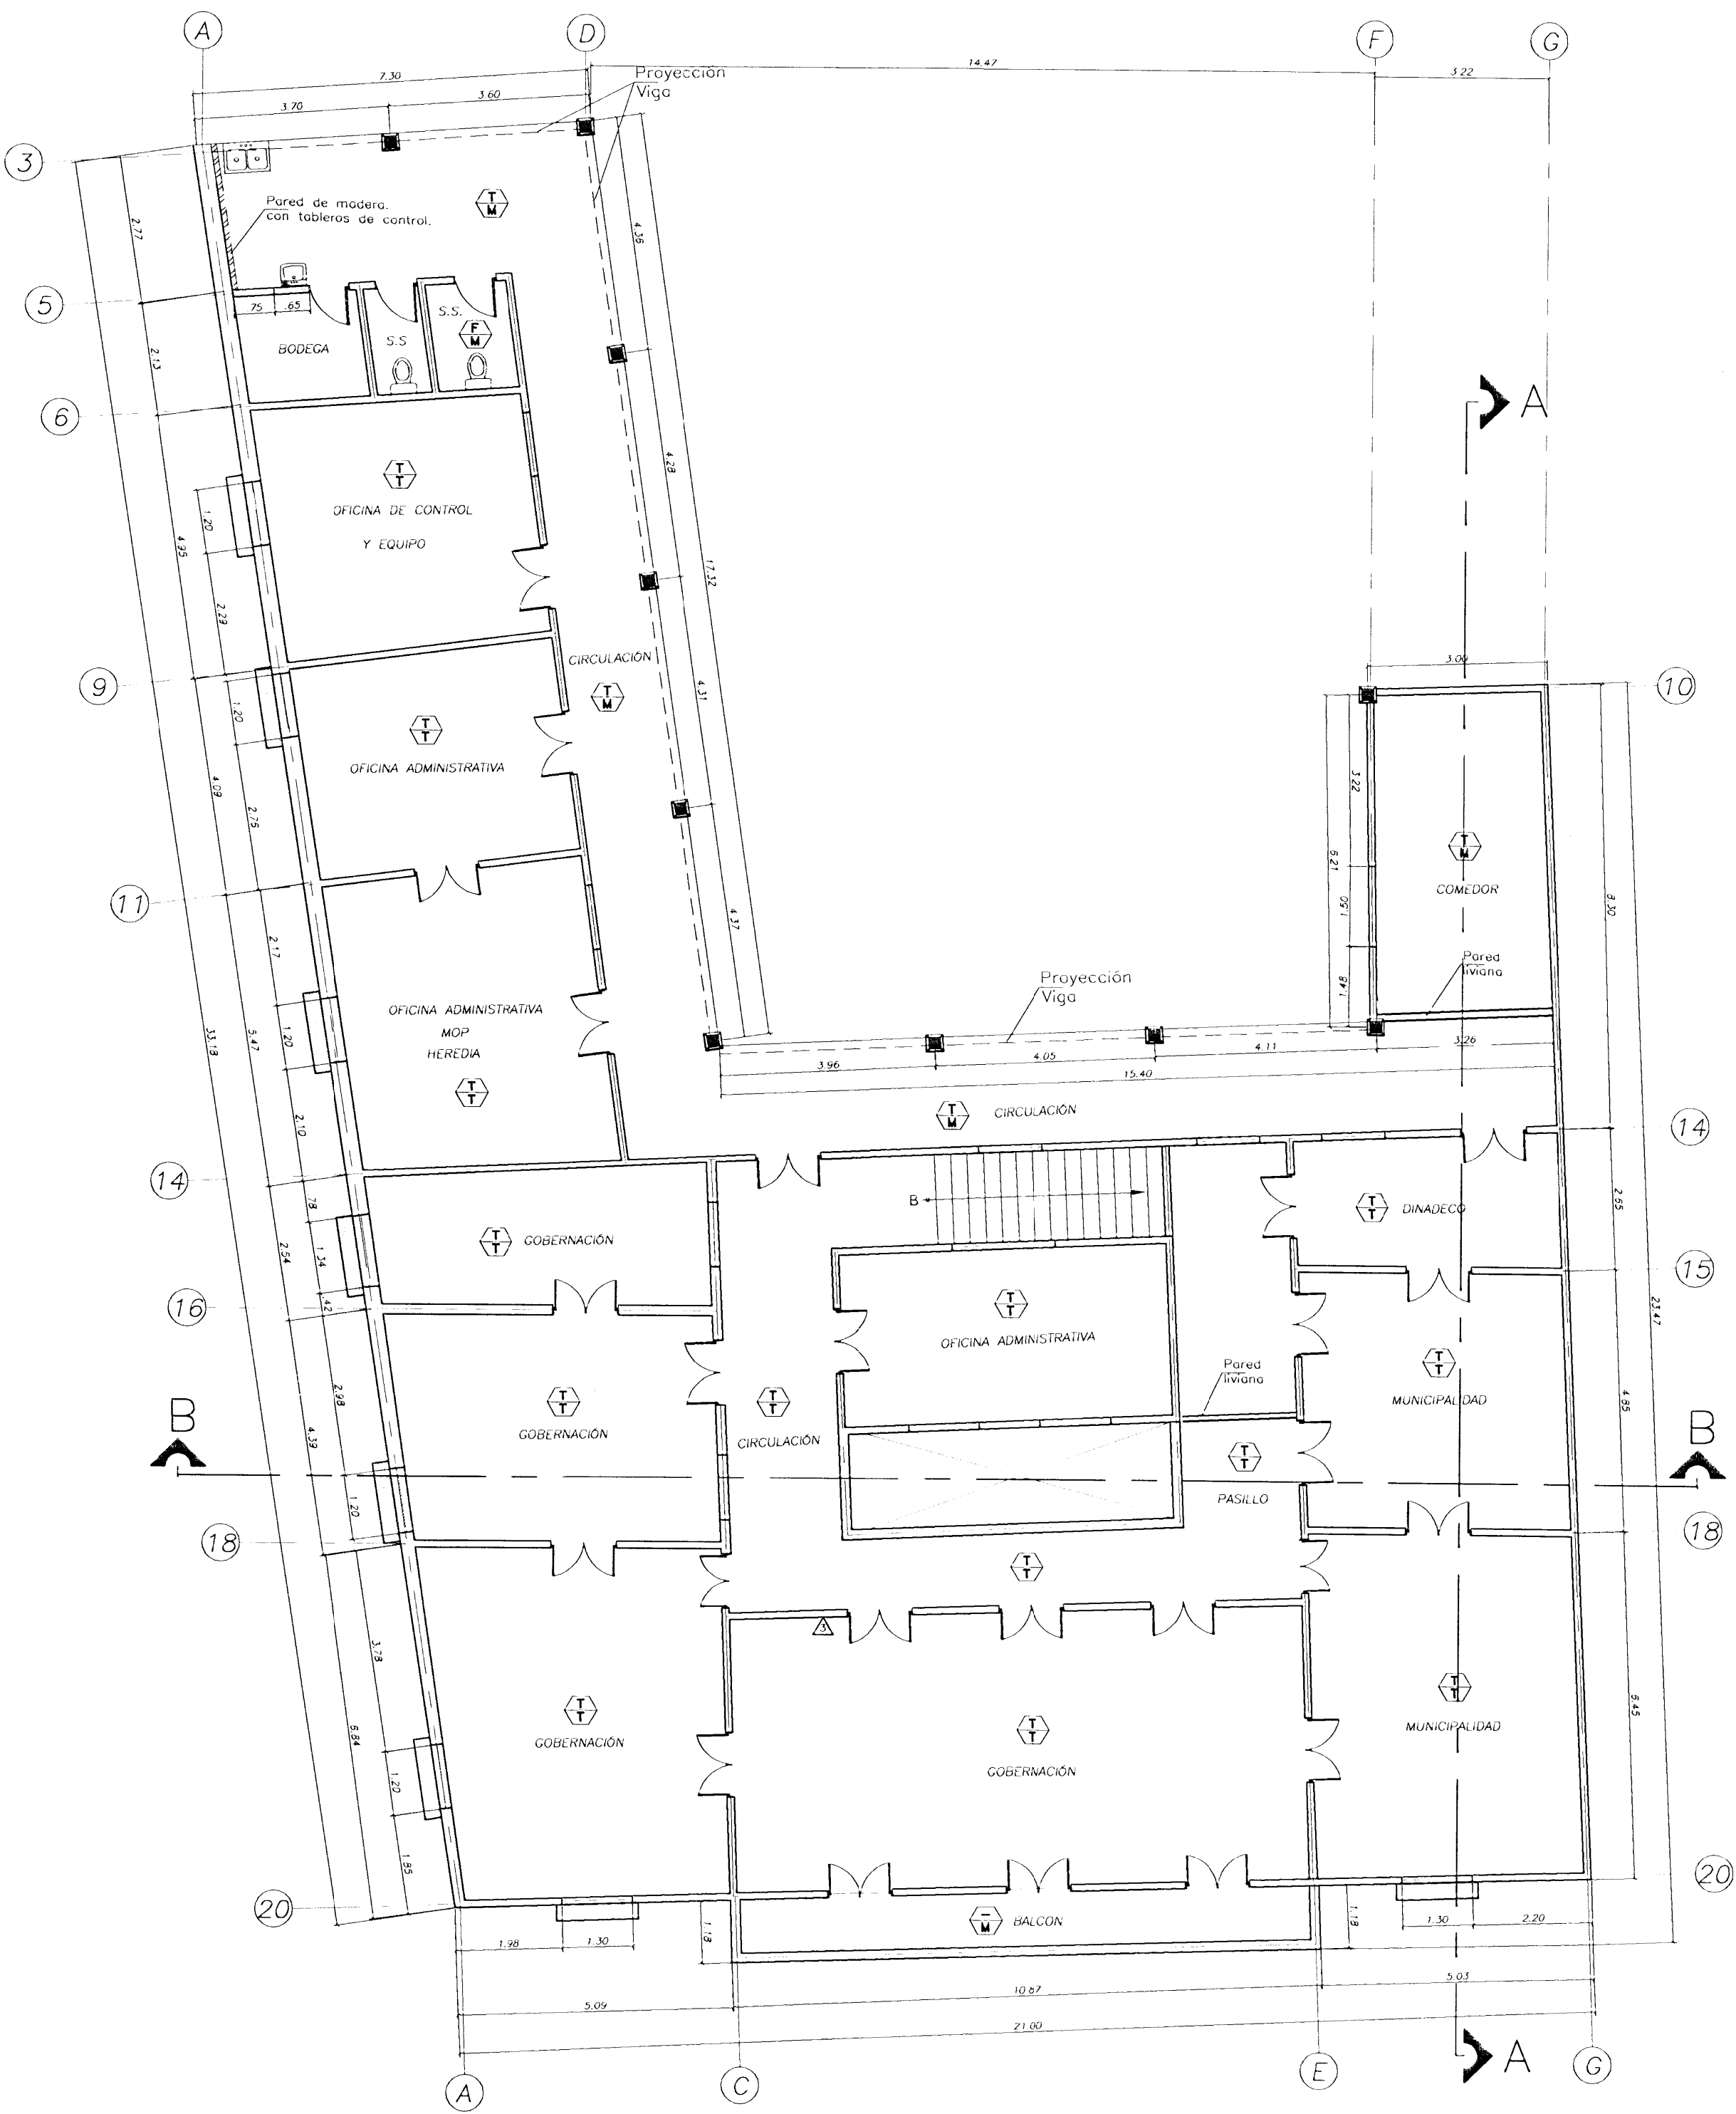 A
D
F
G
7.30
14.47
3.22
3.70
3.60
Proyección
Viga
3
Pared de madera.
con tableros de control.
T
M
2.77
4.36
5
.75
.65
BODEGA
S.S
S.S.
F
M
2.13
6
A
T
T
OFICINA DE CONTROL
Y EQUIPO
4.28
1.20
4.95
17.32
2.29
CIRCULACIÓN
T
M
9
3.00
10
4.31
1.20
T
T
OFICINA ADMINISTRATIVA
4.09
2.75
3.22
T
M
COMEDOR
6.21
1.50
8.30
11
4.37
2.17
Pared
liviana
1.48
Proyección
Viga
OFICINA ADMINISTRATIVA
MOP
HEREDIA
T
T
33.18
5.47
1.20
3.96
4.05
4.11
3.26
15.40
T
M
CIRCULACIÓN
2.10
14
14
.78
B
T
T
DINADECO
2.55
T
T
GOBERNACIÓN
2.54
1.34
15
.42
16
T
T
OFICINA ADMINISTRATIVA
23.47
Pared
liviana
T
T
MUNICIPALIDAD
4.85
2.98
T
T
GOBERNACIÓN
T
T
CIRCULACIÓN
B
B
4.39
T
T
PASILLO
1.20
18
18
T
T
3
3.78
T
T
GOBERNACIÓN
T
T
GOBERNACIÓN
T
T
MUNICIPALIDAD
6.45
6.84
1.20
1.85
20
20
–
M
BALCON
1.18
1.18
1.98
1.30
1.30
2.20
5.09
10.87
5.03
21.00
A
C
E
A
G